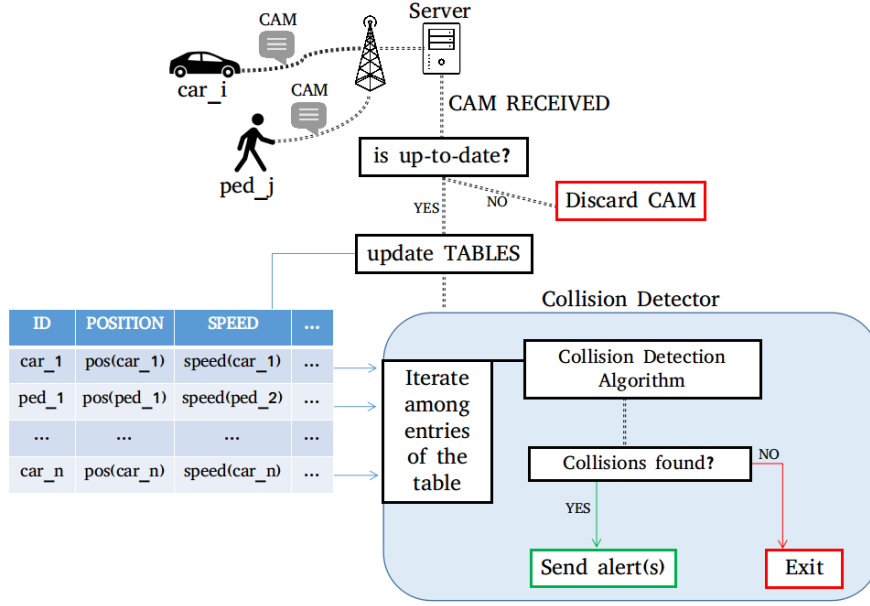 Server
CAM
car_i
CAM
ped_j
CAM RECEIVED
is up-to-date?
YES
NO
Discard CAM
update TABLES
Collision Detector
ID POSITION SPEED ...
car_1 pos(car_1) speed(car_1) ...
ped_1 pos(ped_1) speed(ped_2) ...
... ... ... ...
car_n pos(car_n) speed(car_n) ...
Iterate
among
entries
of the
table
Collision Detection
Algorithm
Collisions found?
NO
YES
Send alert(s)
Exit